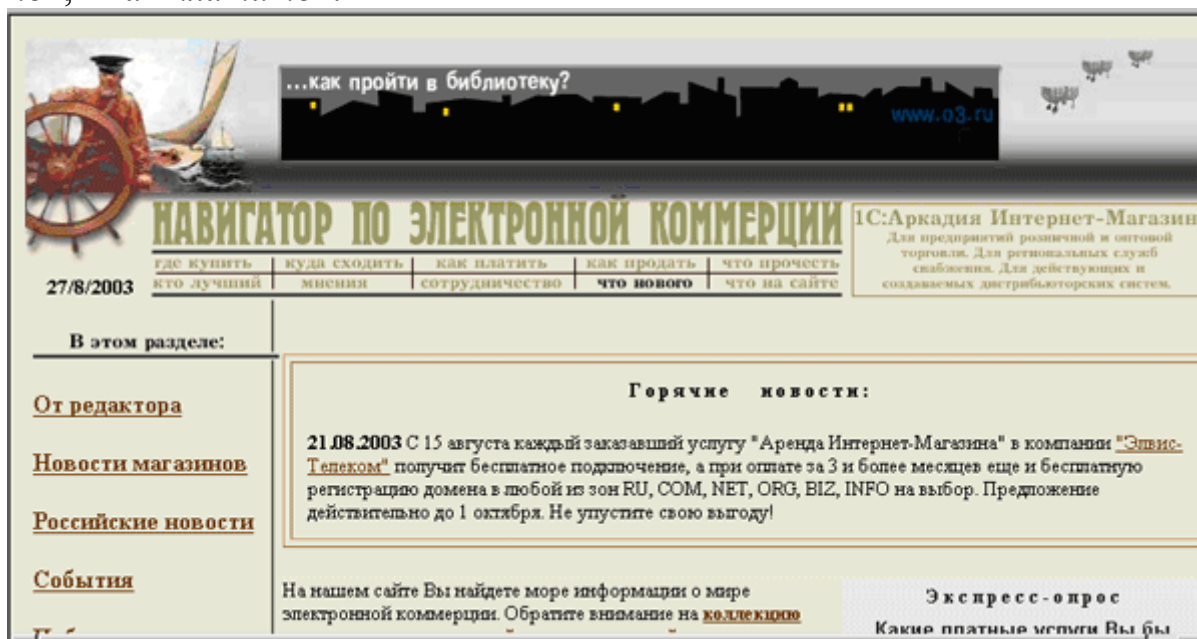 ...как пройти в библиотеку?
www.o3.ru
НАВИГАТОР ПО ЭЛЕКТРОННОЙ КОММЕРЦИИ
1С:Аркадия Интернет-Магазин
Для предприятий розничной и оптовой
торговли. Для региональных служб
снабжения. Для действующих и
создаваемых дистрибьюторских систем.
где купить куда сходить как платить как продать что прочесть
кто лучший мнения сотрудничество что нового что на сайте
27/8/2003
В этом разделе:
От редактора
Новости магазинов
Российские новости
События
Горячие новости:
21.08.2003 С 15 августа каждый заказавший услугу "Аренда Интернет-Магазина" в компании "Элвис-
Телеком" получит бесплатное подключение, а при оплате за 3 и более месяцев еще и бесплатную
регистрацию домена в любой из зон RU, COM, NET, ORG, BIZ, INFO на выбор. Предложение
действительно до 1 октября. Не упустите свою выгоду!
На нашем сайте Вы найдете море информации о мире
электронной коммерции. Обратите внимание на коллекцию
Экспресс-опрос
Какие платные услуги Вы бы